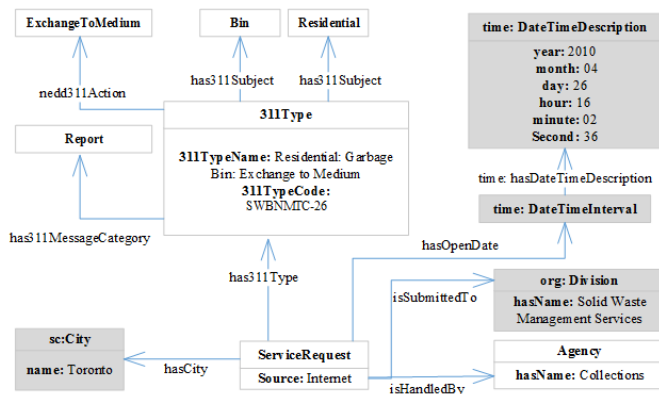 ExchangeToMedium
Bin
Residential
time: DateTimeDescription
year: 2010
month: 04
day: 26
hour: 16
minute: 02
Second: 36
nedd311Action
has311Subject
has311Subject
311Type
311TypeName: Residential: Garbage
Bin: Exchange to Medium
311TypeCode:
SWBNMTC-26
Report
has311MessageCategory
time: hasDateTimeDescription
time: DateTimeInterval
hasOpenDate
has311Type
isSubmittedTo
org: Division
hasName: Solid Waste
Management Services
sc:City
name: Toronto
hasCity
ServiceRequest
Source: Internet
isHandledBy
Agency
hasName: Collections